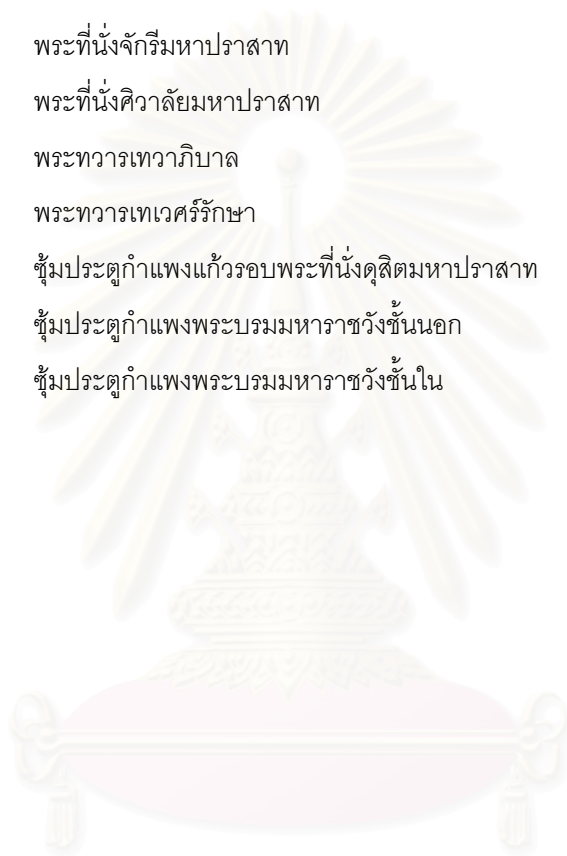 พระที่นั่งจักรีมหาปราสาท
พระที่นั่งศิวาลัยมหาปราสาท
พระทวารเทวาภิบาล
พระทวารเทเวศร์รักษา
ซุ้มประตูกำแพงแก้วรอบพระที่นั่งดุสิตมหาปราสาท
ซุ้มประตูกำแพงพระบรมมหาราชวังชั้นนอก
ซุ้มประตูกำแพงพระบรมมหาราชวังชั้นใน